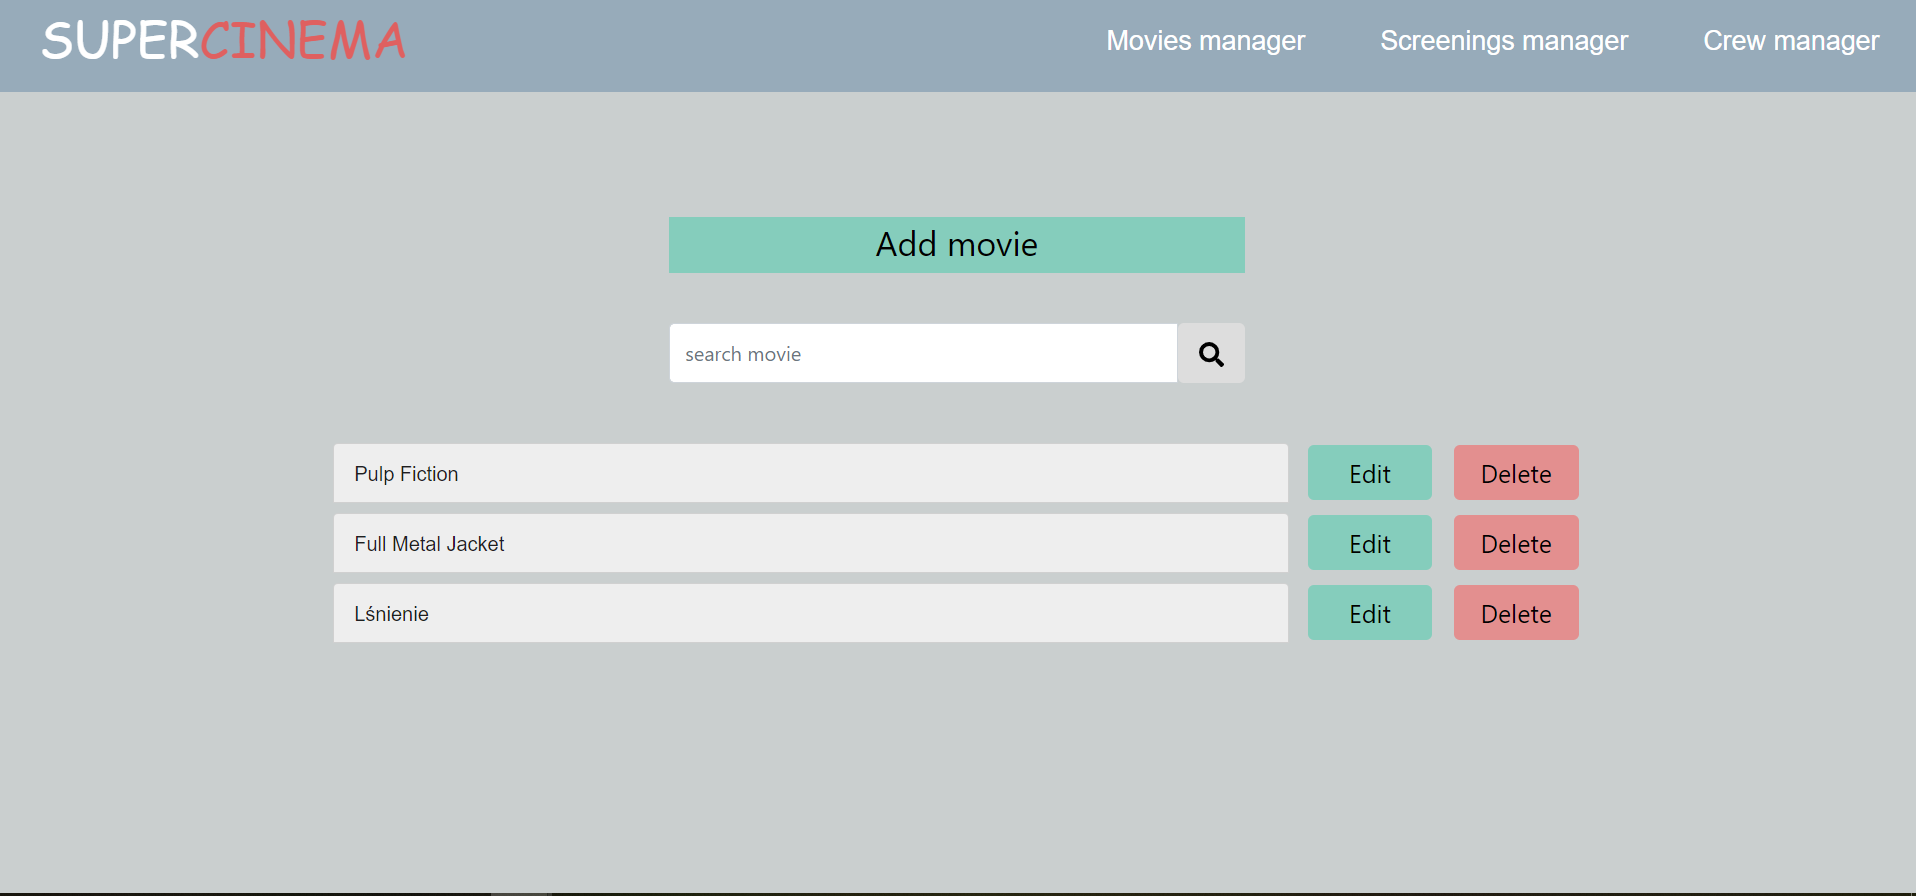 SUPERCINEMA Movies manager Screenings manager Crew manager
Add movie
search movie
Pulp Fiction Edit Delete
Full Metal Jacket Edit Delete
Lśnienie Edit Delete